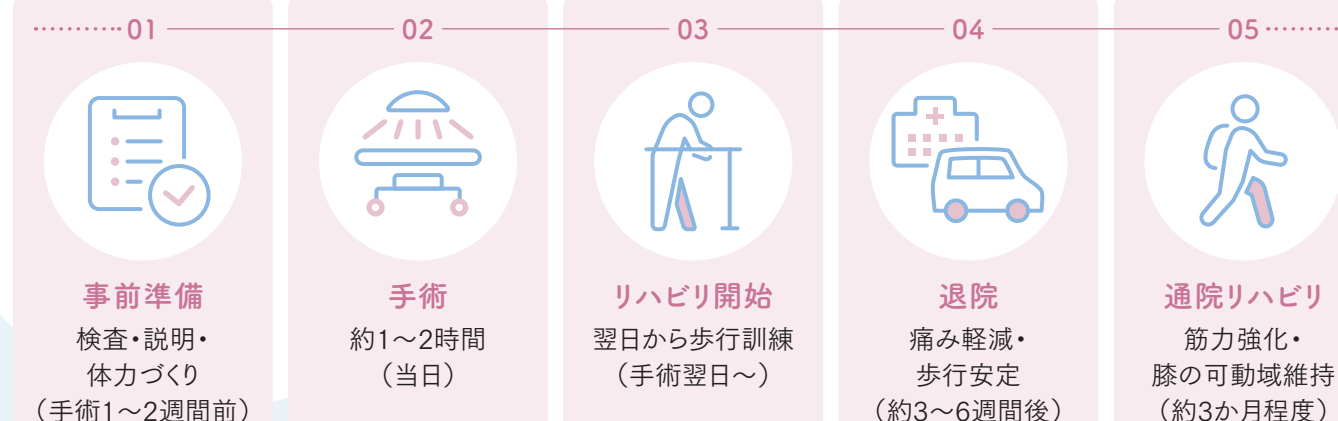 01
事前準備
検査・説明・
体力づくり
（手術1〜2週間前）
02
手術
約1〜2時間
（当日）
03
リハビリ開始
翌日から歩行訓練
（手術翌日〜）
04
退院
痛み軽減・
歩行安定
（約3〜6週間後）
05
通院リハビリ
筋力強化・
膝の可動域維持
（約3か月程度）